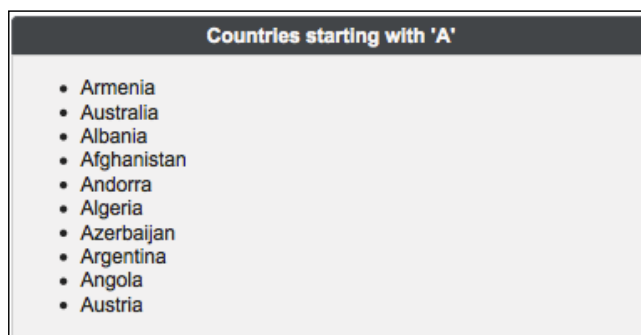 Countries starting with 'A'
• Armenia
• Australia
• Albania
• Afghanistan
• Andorra
• Algeria
• Azerbaijan
• Argentina
• Angola
• Austria